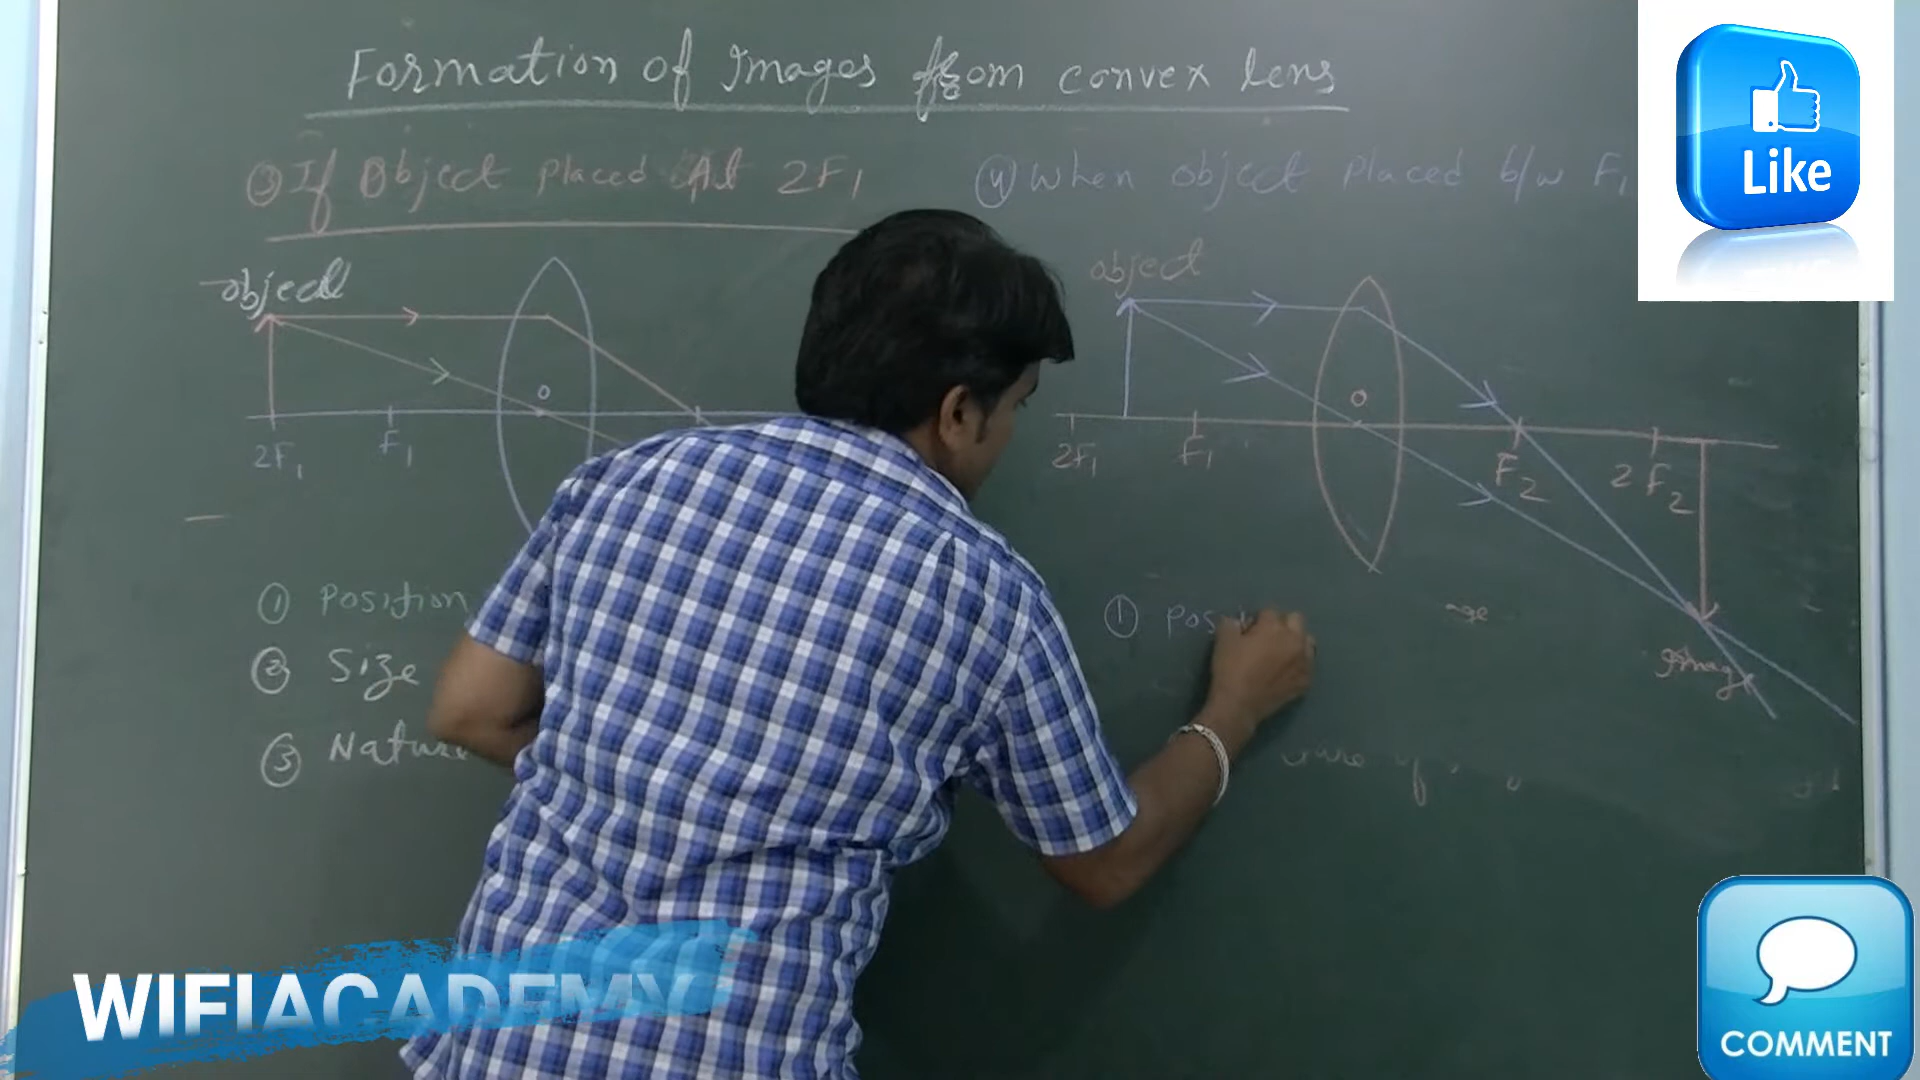 Formation of Images from convex lens
③ If Object Placed At 2F1
④ When object placed b/w F1
object
object
O
O
2F1
F1
2F1
F1
F2
2F2
① Position
② Size
③ Nature
① Pos
Image
Like
WIFIACADEMY
COMMENT